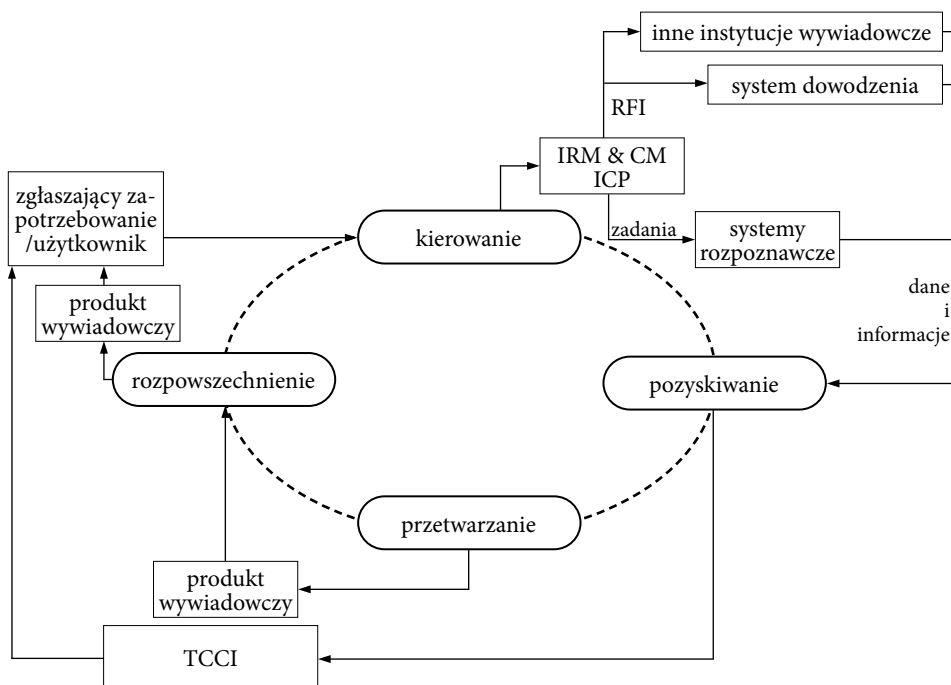 inne instytucje wywiadowcze
system dowodzenia
RFI
IRM & CM
ICP
zgłaszający za-
potrzebowanie
/użytkownik
kierowanie
zadania
systemy
rozpoznawcze
produkt
wywiadowczy
dane
i
informacje
rozpowszechnienie
pozyskiwanie
przetwarzanie
produkt
wywiadowczy
TCCI